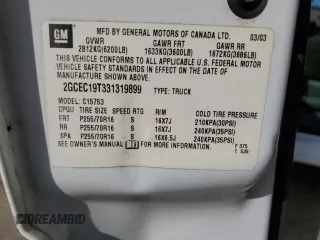 GM MFD BY GENERAL MOTORS OF CANADA LTD. 03/03
GVWR GAWR FRT GAWR RR
2812KG(6200LB) 1633KG(3600LB) 1672KG(3686LB)
THIS VEHICLE CONFORMS TO ALL APPLICABLE U.S. FEDERAL MOTOR
VEHICLE SAFETY STANDARDS IN EFFECT ON THE DATE OF
MANUFACTURE SHOWN ABOVE.
2GCEC19T331319899 TYPE: TRUCK
MODEL: C15753
CPGU TIRE SIZE SPEED RTG RIM COLD TIRE PRESSURE
FRT P255/70R16 S 16X7J 210KPA(30PSI)
RR P255/70R16 S 16X7J 240KPA(35PSI)
SPA P255/70R16 S 16X6.5J 240KPA(35PSI)
SEE OWNER'S MANUAL FOR ADDITIONAL INFORMATION.
F 375
T 536